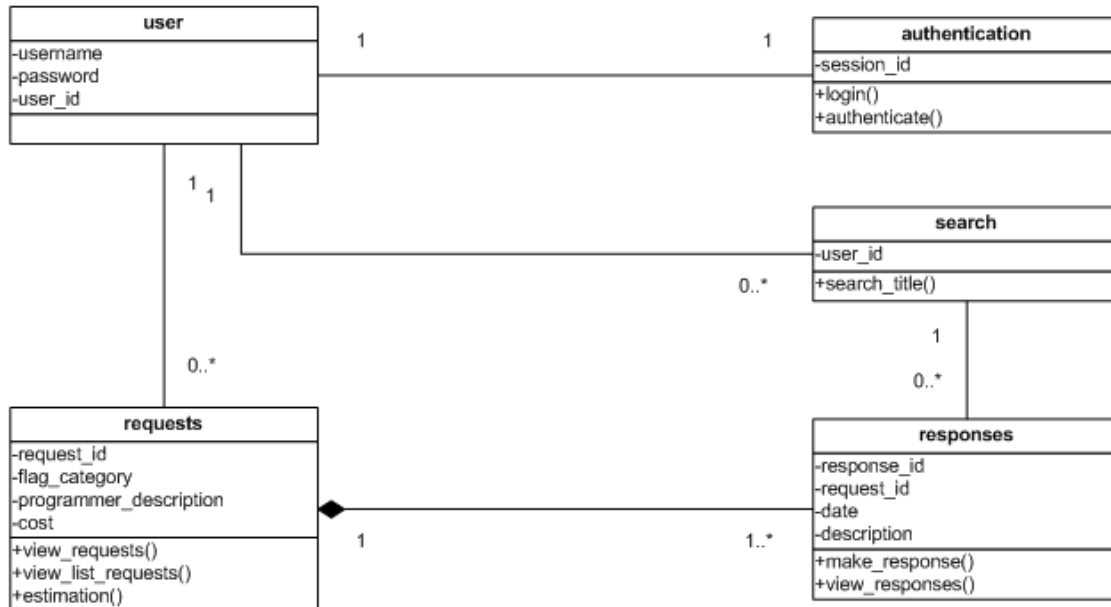 user
-username
-password
-user_id
1
1
authentication
-session_id
+login()
+authenticate()
1
1
search
-user_id
+search_title()
0..*
1
0..*
0..*
requests
-request_id
-flag_category
-programmer_description
-cost
+view_requests()
+view_list_requests()
+estimation()
1
1..*
responses
-response_id
-request_id
-date
-description
+make_response()
+view_responses()